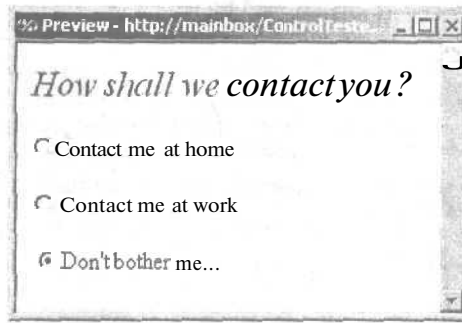 Preview - http://mainbox/ControlTeste...
How shall we contact you?
Contact me at home
Contact me at work
Don't bother me...